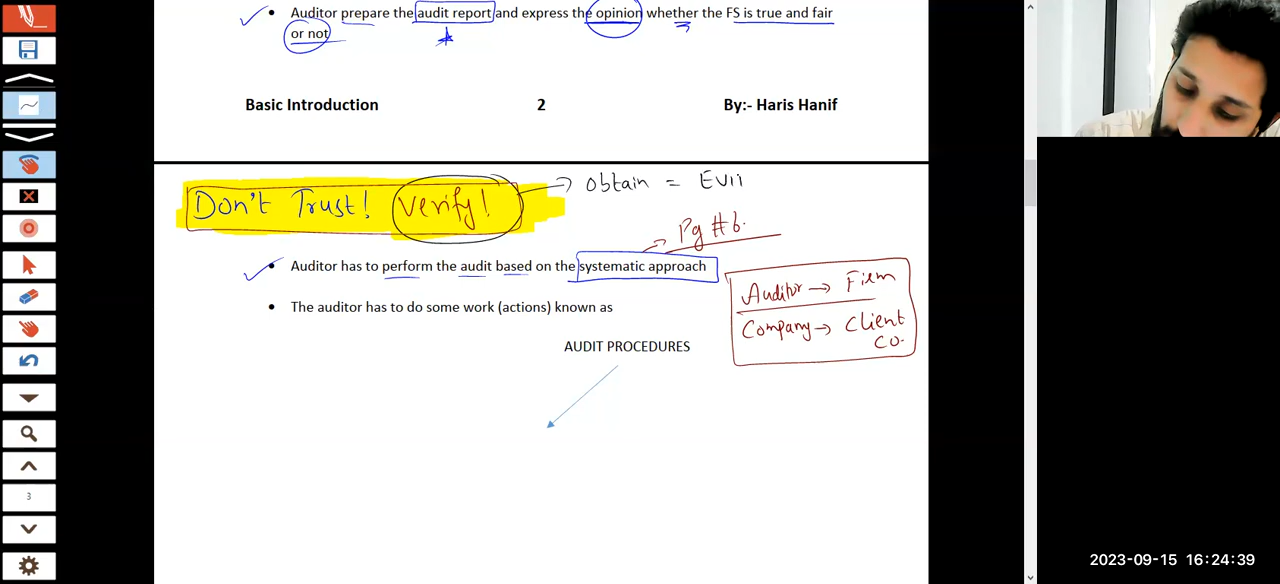 Auditor prepare the audit report and express the opinion whether the FS is true and fair
or not
Basic Introduction 2 By:- Haris Hanif
Don't Trust! Verify! obtain = Evii
Pg #6.
Auditor has to perform the audit based on the systematic approach
Auditor → Firm
The auditor has to do some work (actions) known as
Company → Client
Co.
AUDIT PROCEDURES
3
2023-09-15 16:24:39